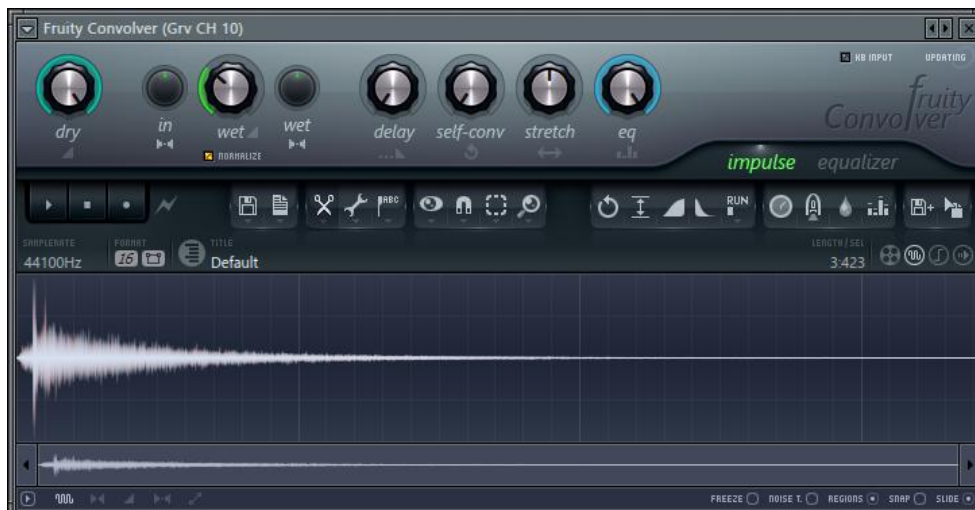 Fruity Convolver (Grv CH 10)
KB INPUT UPDATING
fruity
Convolver
dry in wet wet delay self-conv stretch eq
NORMALIZE
impulse equalizer
ABC RUN
SAMPLERATE FORMAT TITLE LENGTH/SEL
44100Hz 16 Default 3:423
FREEZE NOISE T. REGIONS SNAP SLIDE